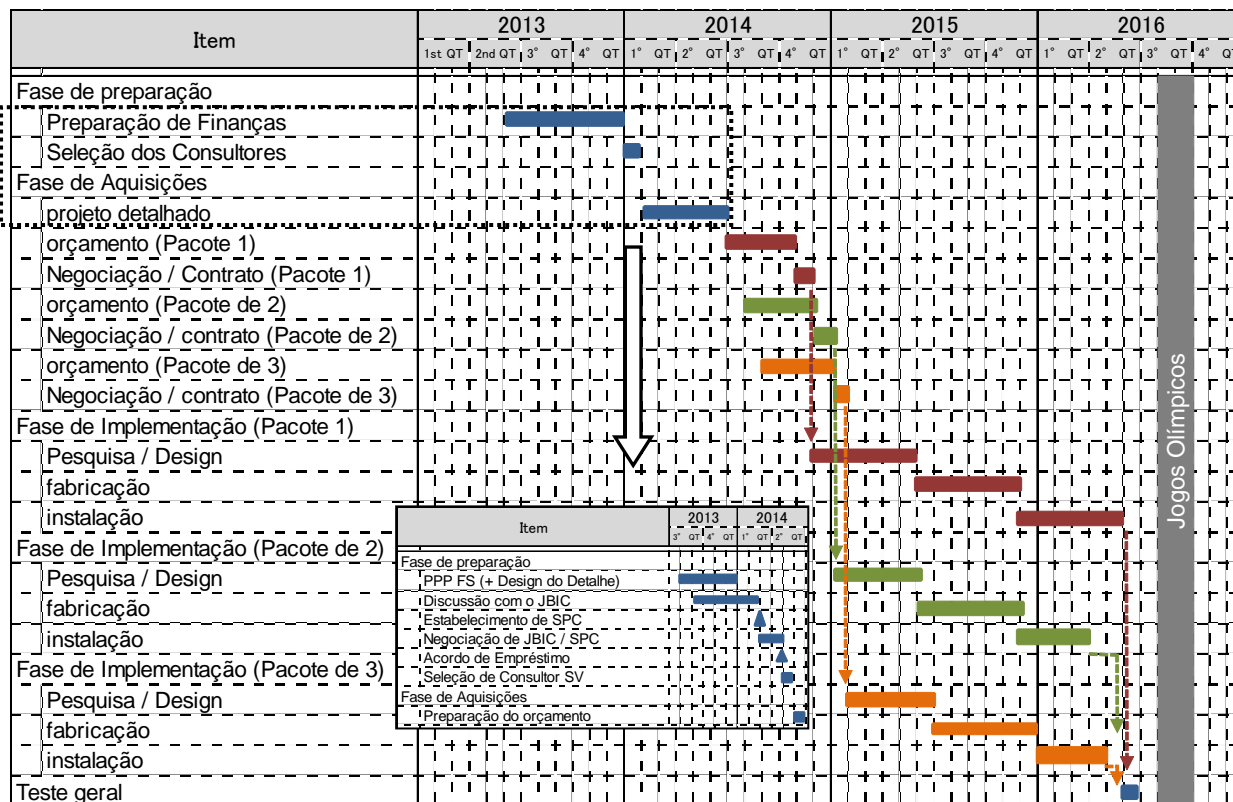 Item
2013
2014
2015
2016
1st QT 2nd QT 3° QT 4° QT 1° QT 2° QT 3° QT 4° QT 1° QT 2° QT 3° QT 4° QT 1° QT 2° QT 3° QT 4° QT
Fase de preparação
Preparação de Finanças
Seleção dos Consultores
Fase de Aquisições
projeto detalhado
orçamento (Pacote 1)
Negociação / Contrato (Pacote 1)
orçamento (Pacote de 2)
Negociação / contrato (Pacote de 2)
orçamento (Pacote de 3)
Negociação / contrato (Pacote de 3)
Fase de Implementação (Pacote 1)
Pesquisa / Design
fabricação
instalação
Fase de Implementação (Pacote de 2)
Pesquisa / Design
fabricação
instalação
Fase de Implementação (Pacote de 3)
Pesquisa / Design
fabricação
instalação
Teste geral
Jogos Olímpicos
Item
2013
2014
3° QT 4° QT 1° QT 2° QT
Fase de preparação
PPP FS (+ Design do Detalhe)
Discussão com o JBIC
Estabelecimento de SPC
Negociação de JBIC / SPC
Acordo de Empréstimo
Seleção de Consultor SV
Fase de Aquisições
Preparação do orçamento